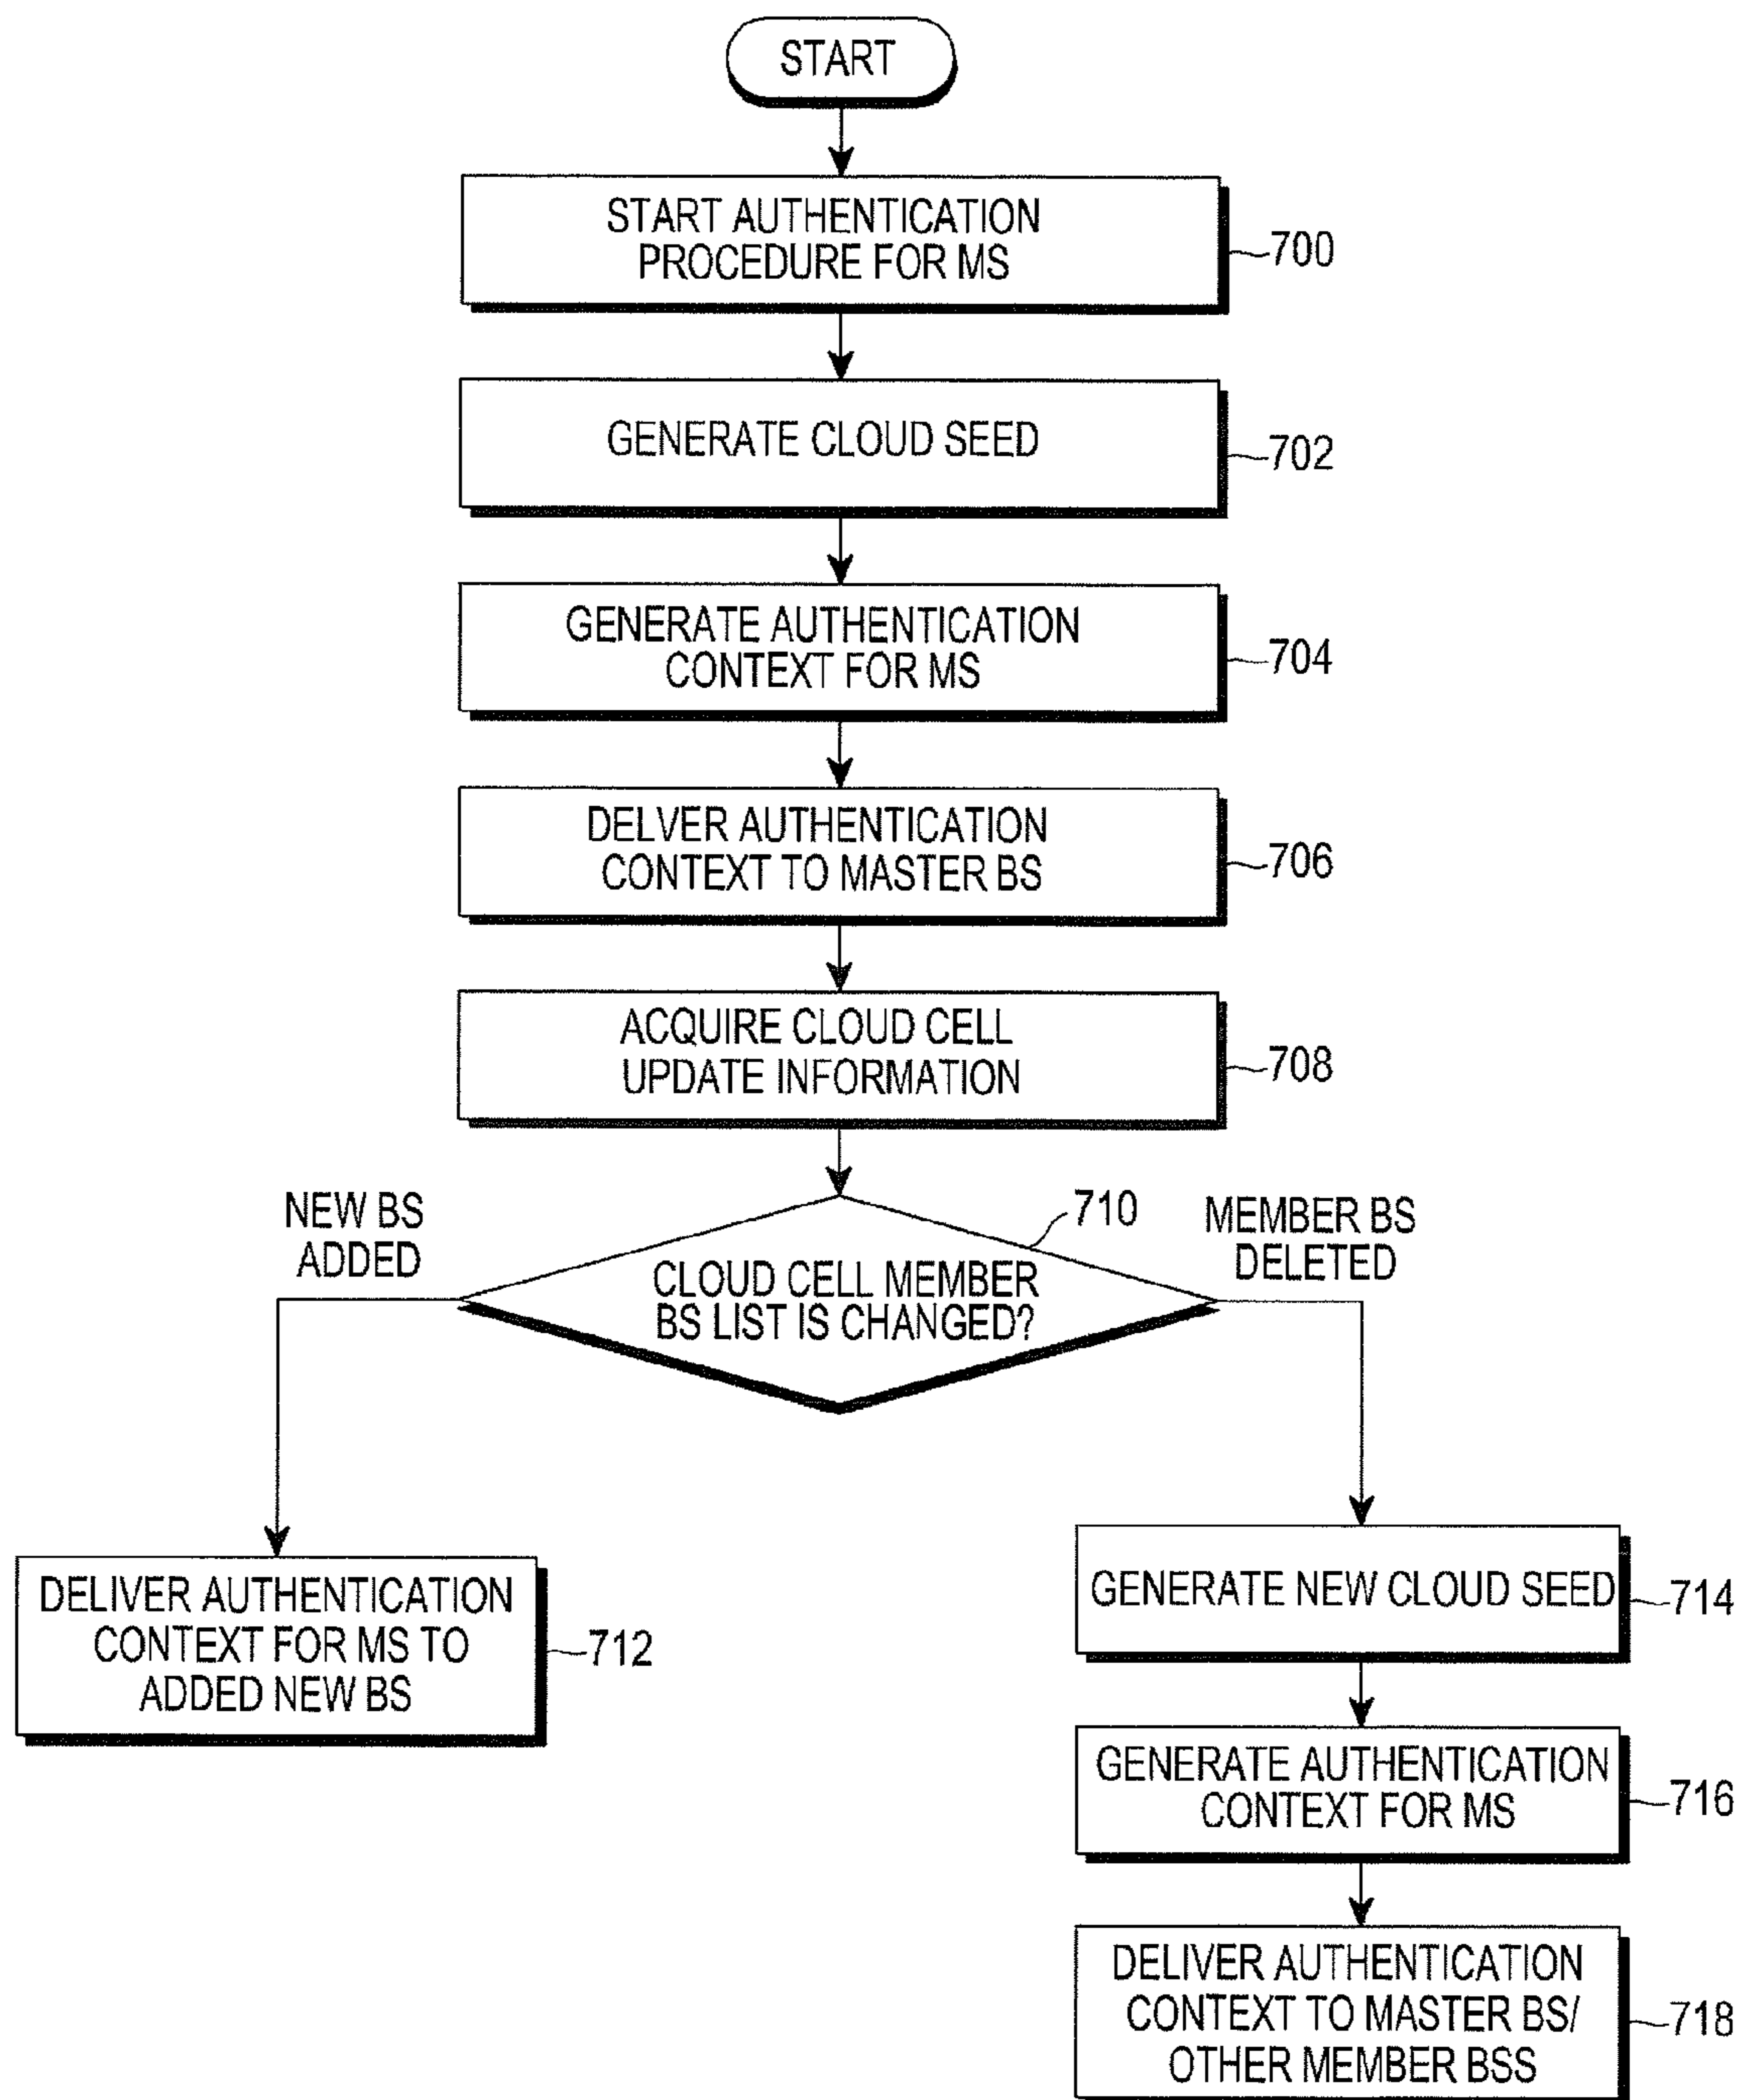 START
START AUTHENTICATION
PROCEDURE FOR MS
700
GENERATE CLOUD SEED
702
GENERATE AUTHENTICATION
CONTEXT FOR MS
704
DELVER AUTHENTICATION
CONTEXT TO MASTER BS
706
ACQUIRE CLOUD CELL
UPDATE INFORMATION
708
NEW BS
ADDED
710
MEMBER BS
DELETED
CLOUD CELL MEMBER
BS LIST IS CHANGED?
DELIVER AUTHENTICATION
CONTEXT FOR MS TO
ADDED NEW BS
712
GENERATE NEW CLOUD SEED
714
GENERATE AUTHENTICATION
CONTEXT FOR MS
716
DELIVER AUTHENTICATION
CONTEXT TO MASTER BS/
OTHER MEMBER BSS
718